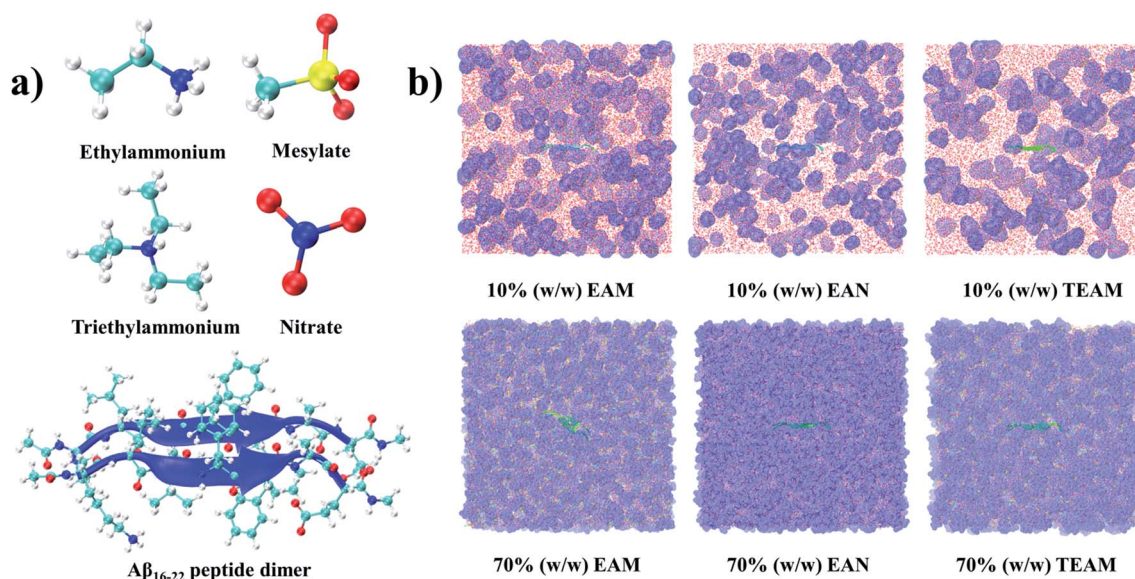 a)
Ethylammonium
Mesylate
Triethylammonium
Nitrate
Aβ₁₆₋₂₂ peptide dimer
b)
10% (w/w) EAM
10% (w/w) EAN
10% (w/w) TEAM
70% (w/w) EAM
70% (w/w) EAN
70% (w/w) TEAM